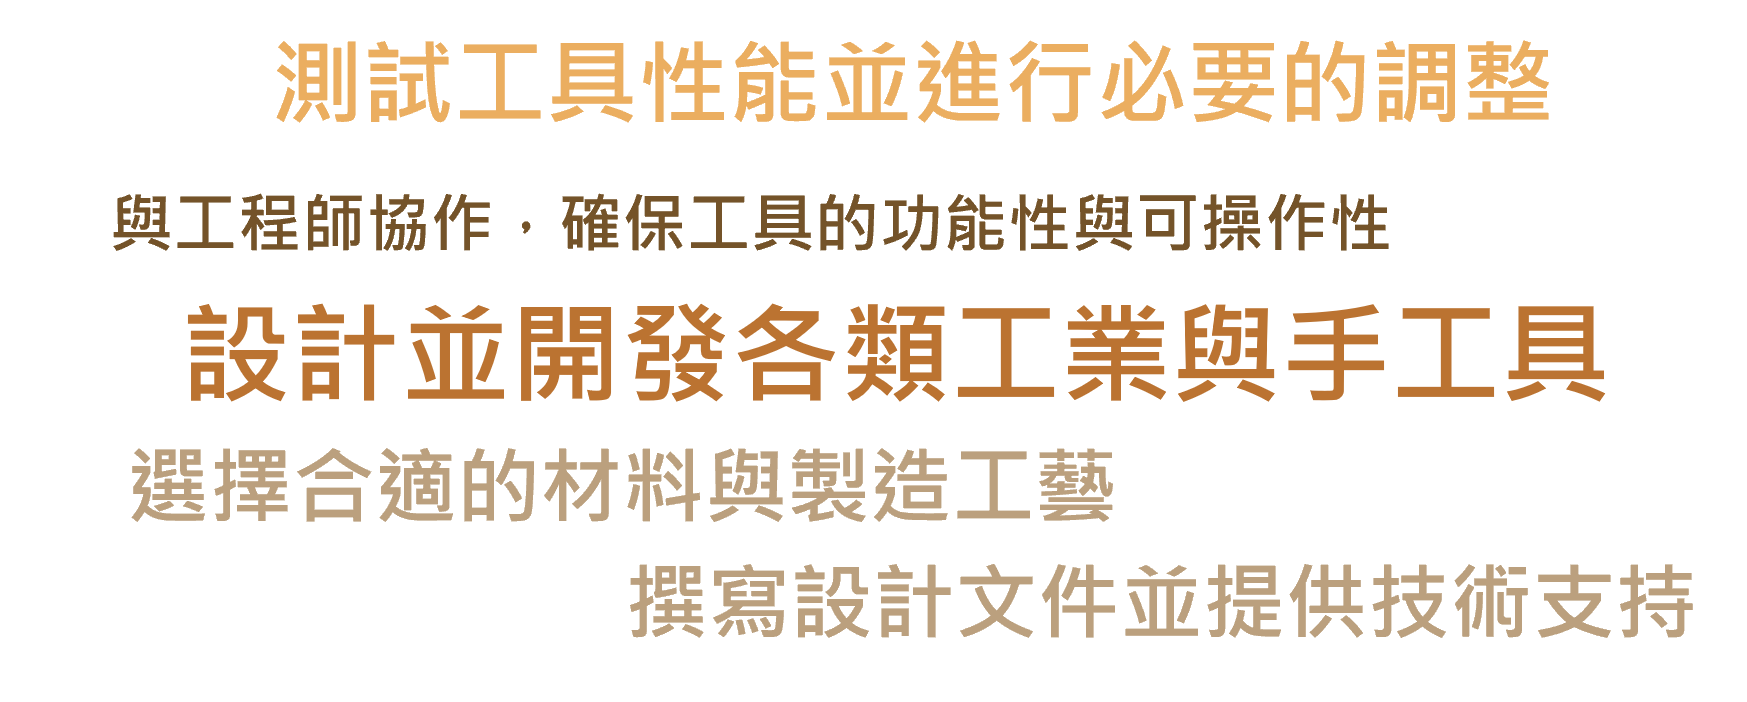 測試工具性能並進行必要的調整
與工程師協作，確保工具的功能性與可操作性
設計並開發各類工業與手工具
選擇合適的材料與製造工藝
撰寫設計文件並提供技術支持